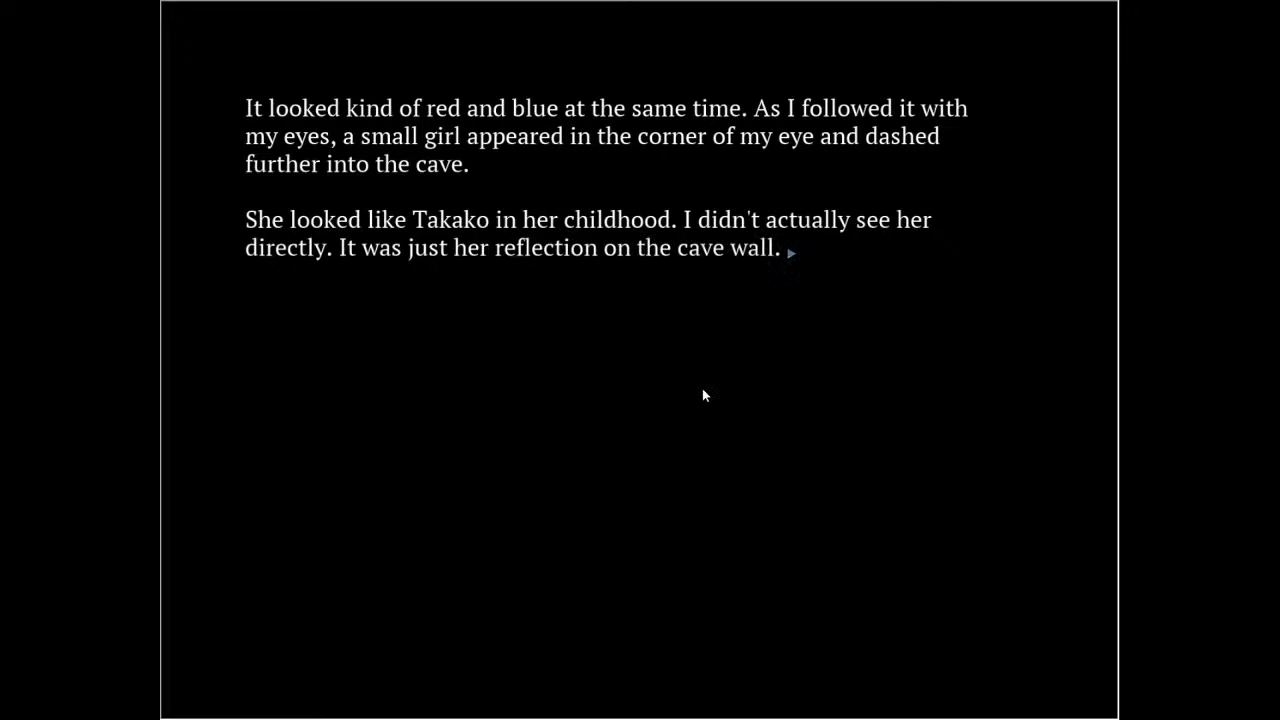 It looked kind of red and blue at the same time. As I followed it with
my eyes, a small girl appeared in the corner of my eye and dashed
further into the cave.
She looked like Takako in her childhood. I didn't actually see her
directly. It was just her reflection on the cave wall.